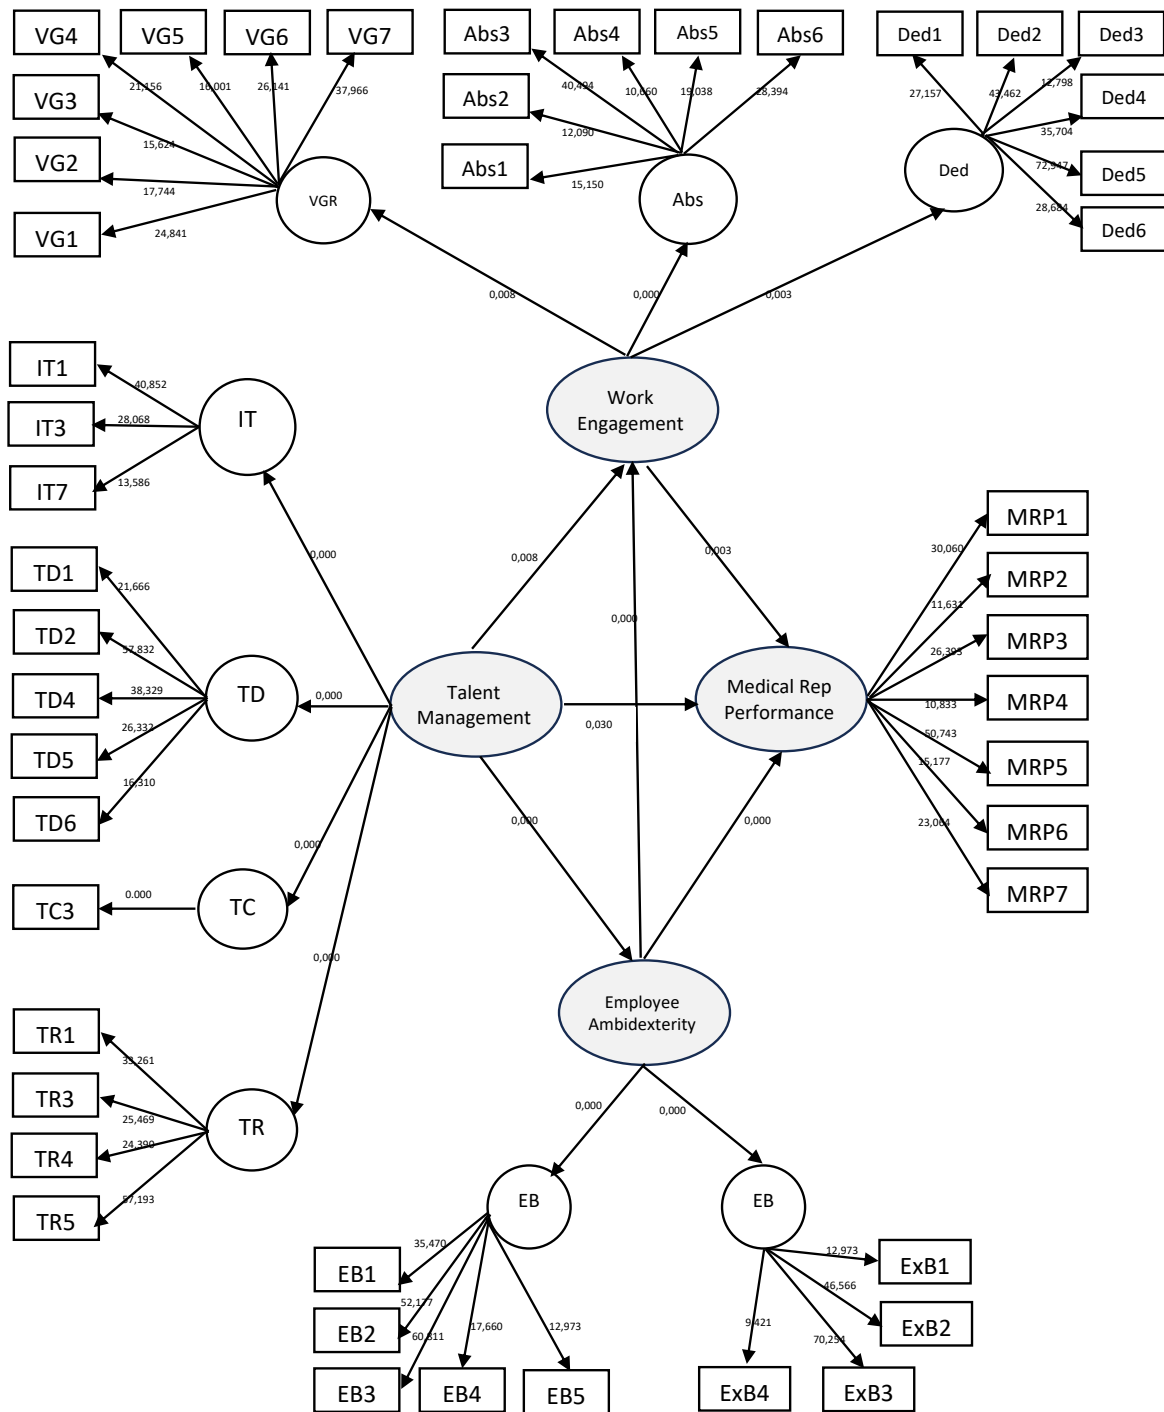 VG4
VG5
VG6
VG7
Abs3
Abs4
Abs5
Abs6
Ded1
Ded2
Ded3
21,156
16,001
26,141
37,966
40,494
10,660
19,038
28,394
27,157
43,462
12,798
VG3
Abs2
Ded4
15,624
12,090
35,704
VG2
Abs1
Ded5
17,744
15,150
72,947
VG1
24,841
VGR
Abs
Ded
28,684
Ded6
0,008
0,000
0,003
IT1
40,852
IT3
28,068
IT
IT7
13,586
Work
Engagement
0,000
0,008
0,003
MRP1
30,060
TD1
21,666
MRP2
11,631
TD2
57,832
0,000
MRP3
26,393
TD4
38,329
TD
0,000
Talent
Management
0,030
Medical Rep
Performance
MRP4
10,833
TD5
26,332
MRP5
50,743
TD6
16,310
MRP6
15,177
0,000
0,000
0,000
MRP7
23,064
TC3
0.000
TC
0,000
TR1
33,261
Employee
Ambidexterity
TR3
25,469
TR4
24,390
TR
TR5
57,193
0,000
0,000
EB
EB
EB1
35,470
12,973
ExB1
EB2
52,177
46,566
ExB2
60,811
17,660
12,973
9,421
70,294
EB3
EB4
EB5
ExB4
ExB3